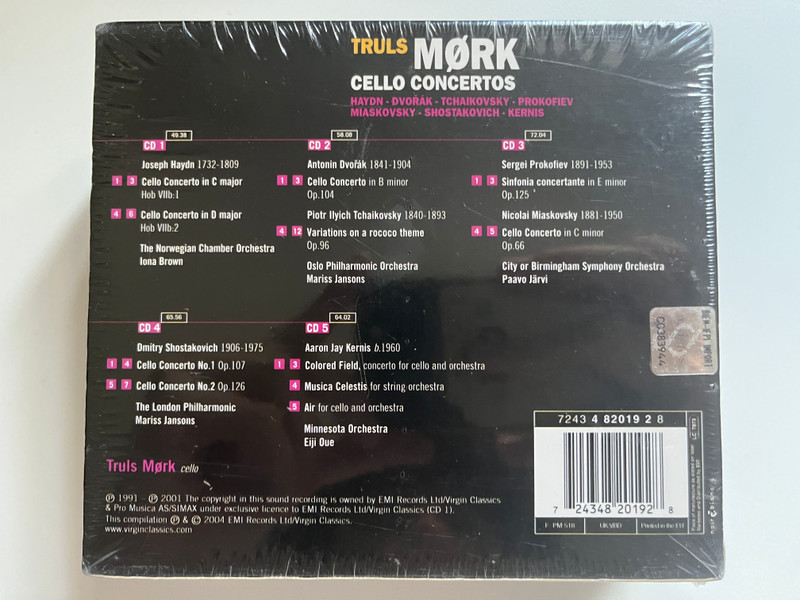 TRULS MØRK
CELLO CONCERTOS
HAYDN - DVOŘÁK - TCHAIKOVSKY - PROKOFIEV
MIASKOVSKY - SHOSTAKOVICH - KERNIS
49.38
CD 1
Joseph Haydn 1732-1809
1 3 Cello Concerto in C major
Hob VIIb:1
4 6 Cello Concerto in D major
Hob VIIb:2
The Norwegian Chamber Orchestra
Iona Brown
58.08
CD 2
Antonin Dvořák 1841-1904
1 3 Cello Concerto in B minor
Op.104
Piotr Ilyich Tchaikovsky 1840-1893
4 12 Variations on a rococo theme
Op.96
Oslo Philharmonic Orchestra
Mariss Jansons
72.04
CD 3
Sergei Prokofiev 1891-1953
1 3 Sinfonia concertante in E minor
Op.125
Nicolai Miaskovsky 1881-1950
4 5 Cello Concerto in C minor
Op.66
City or Birmingham Symphony Orchestra
Paavo Järvi
65.56
CD 4
Dmitry Shostakovich 1906-1975
1 4 Cello Concerto No.1 Op.107
5 7 Cello Concerto No.2 Op.126
The London Philharmonic
Mariss Jansons
64.02
CD 5
Aaron Jay Kernis b.1960
1 3 Colored Field, concerto for cello and orchestra
4 Musica Celestis for string orchestra
5 Air for cello and orchestra
Minnesota Orchestra
Eiji Oue
Truls Mørk cello
℗ 1991 - ℗ 2001 The copyright in this sound recording is owned by EMI Records Ltd/Virgin Classics
& Pro Musica AS/SIMAX under exclusive licence to EMI Records Ltd/Virgin Classics (CD 1).
This compilation ℗ & © 2004 EMI Records Ltd/Virgin Classics.
www.virginclassics.com
CG383944
7243 4 82019 2 8
7 24348 20192 8
F: PM 518
Printed in the EU